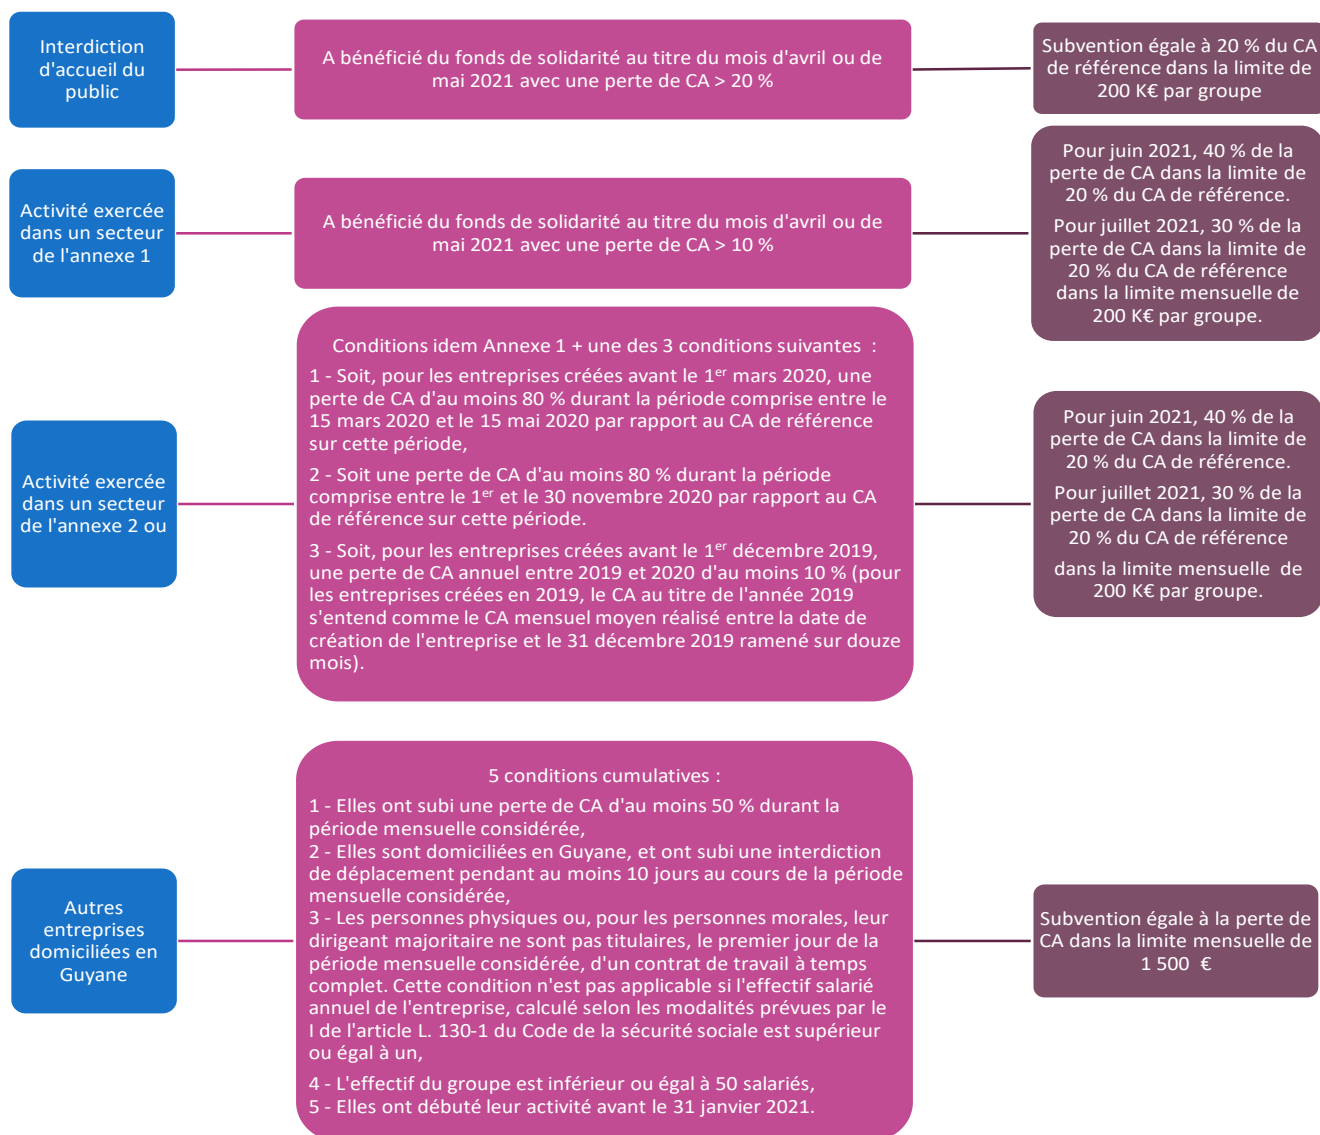 Interdiction
d'accueil du
public
A bénéficié du fonds de solidarité au titre du mois d'avril ou de
mai 2021 avec une perte de CA > 20 %
Subvention égale à 20 % du CA
de référence dans la limite de
200 K€ par groupe
Activité exercée
dans un secteur
de l'annexe 1
A bénéficié du fonds de solidarité au titre du mois d'avril ou de
mai 2021 avec une perte de CA > 10 %
Pour juin 2021, 40 % de la
perte de CA dans la limite de
20 % du CA de référence.
Pour juillet 2021, 30 % de la
perte de CA dans la limite de
20 % du CA de référence
dans la limite mensuelle de
200 K€ par groupe.
Activité exercée
dans un secteur
de l'annexe 2 ou
Conditions idem Annexe 1 + une des 3 conditions suivantes :
1 - Soit, pour les entreprises créées avant le 1er mars 2020, une
perte de CA d'au moins 80 % durant la période comprise entre le
15 mars 2020 et le 15 mai 2020 par rapport au CA de référence
sur cette période,
2 - Soit une perte de CA d'au moins 80 % durant la période
comprise entre le 1er et le 30 novembre 2020 par rapport au CA
de référence sur cette période.
3 - Soit, pour les entreprises créées avant le 1er décembre 2019,
une perte de CA annuel entre 2019 et 2020 d'au moins 10 % (pour
les entreprises créées en 2019, le CA au titre de l'année 2019
s'entend comme le CA mensuel moyen réalisé entre la date de
création de l'entreprise et le 31 décembre 2019 ramené sur douze
mois).
Pour juin 2021, 40 % de la
perte de CA dans la limite de
20 % du CA de référence.
Pour juillet 2021, 30 % de la
perte de CA dans la limite de
20 % du CA de référence
dans la limite mensuelle de
200 K€ par groupe.
Autres
entreprises
domiciliées en
Guyane
5 conditions cumulatives :
1 - Elles ont subi une perte de CA d'au moins 50 % durant la
période mensuelle considérée,
2 - Elles sont domiciliées en Guyane, et ont subi une interdiction
de déplacement pendant au moins 10 jours au cours de la période
mensuelle considérée,
3 - Les personnes physiques ou, pour les personnes morales, leur
dirigeant majoritaire ne sont pas titulaires, le premier jour de la
période mensuelle considérée, d'un contrat de travail à temps
complet. Cette condition n'est pas applicable si l'effectif salarié
annuel de l'entreprise, calculé selon les modalités prévues par le
I de l'article L. 130-1 du Code de la sécurité sociale est supérieur
ou égal à un,
4 - L'effectif du groupe est inférieur ou égal à 50 salariés,
5 - Elles ont débuté leur activité avant le 31 janvier 2021.
Subvention égale à la perte de
CA dans la limite mensuelle de
1 500 €